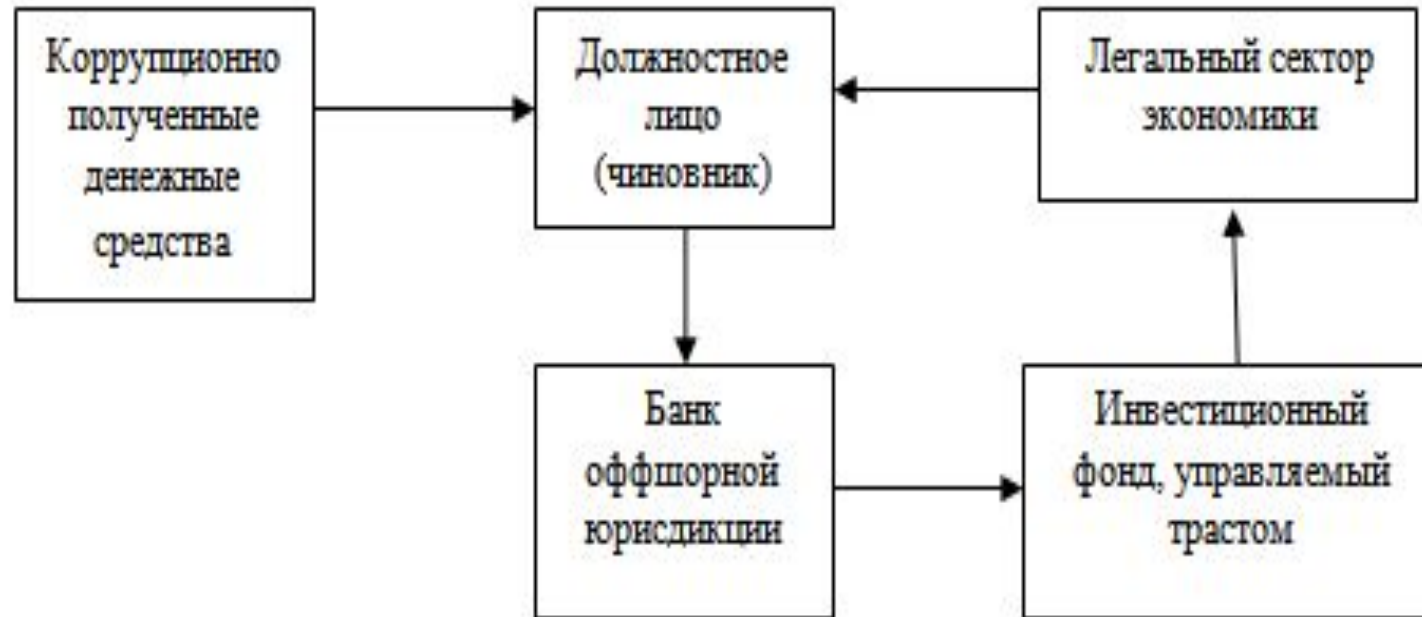 Коррупционно
полученные
денежные
средства
Должностное
лицо
(чиновник)
Легальный сектор
экономики
Банк
оффшорной
юрисдикции
Инвестиционный
фонд, управляемый
трастом